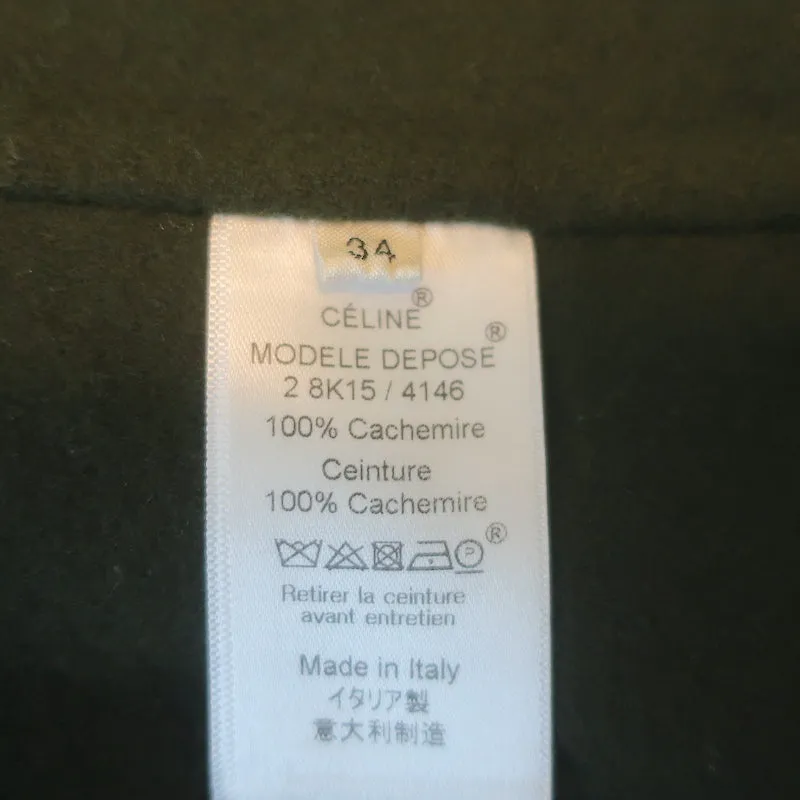 34
CÉLINE®
MODELE DEPOSE®
2 8K15 / 4146
100% Cachemire
Ceinture
100% Cachemire
P ®
Retirer la ceinture
avant entretien
Made in Italy
イタリア製
意大利制造